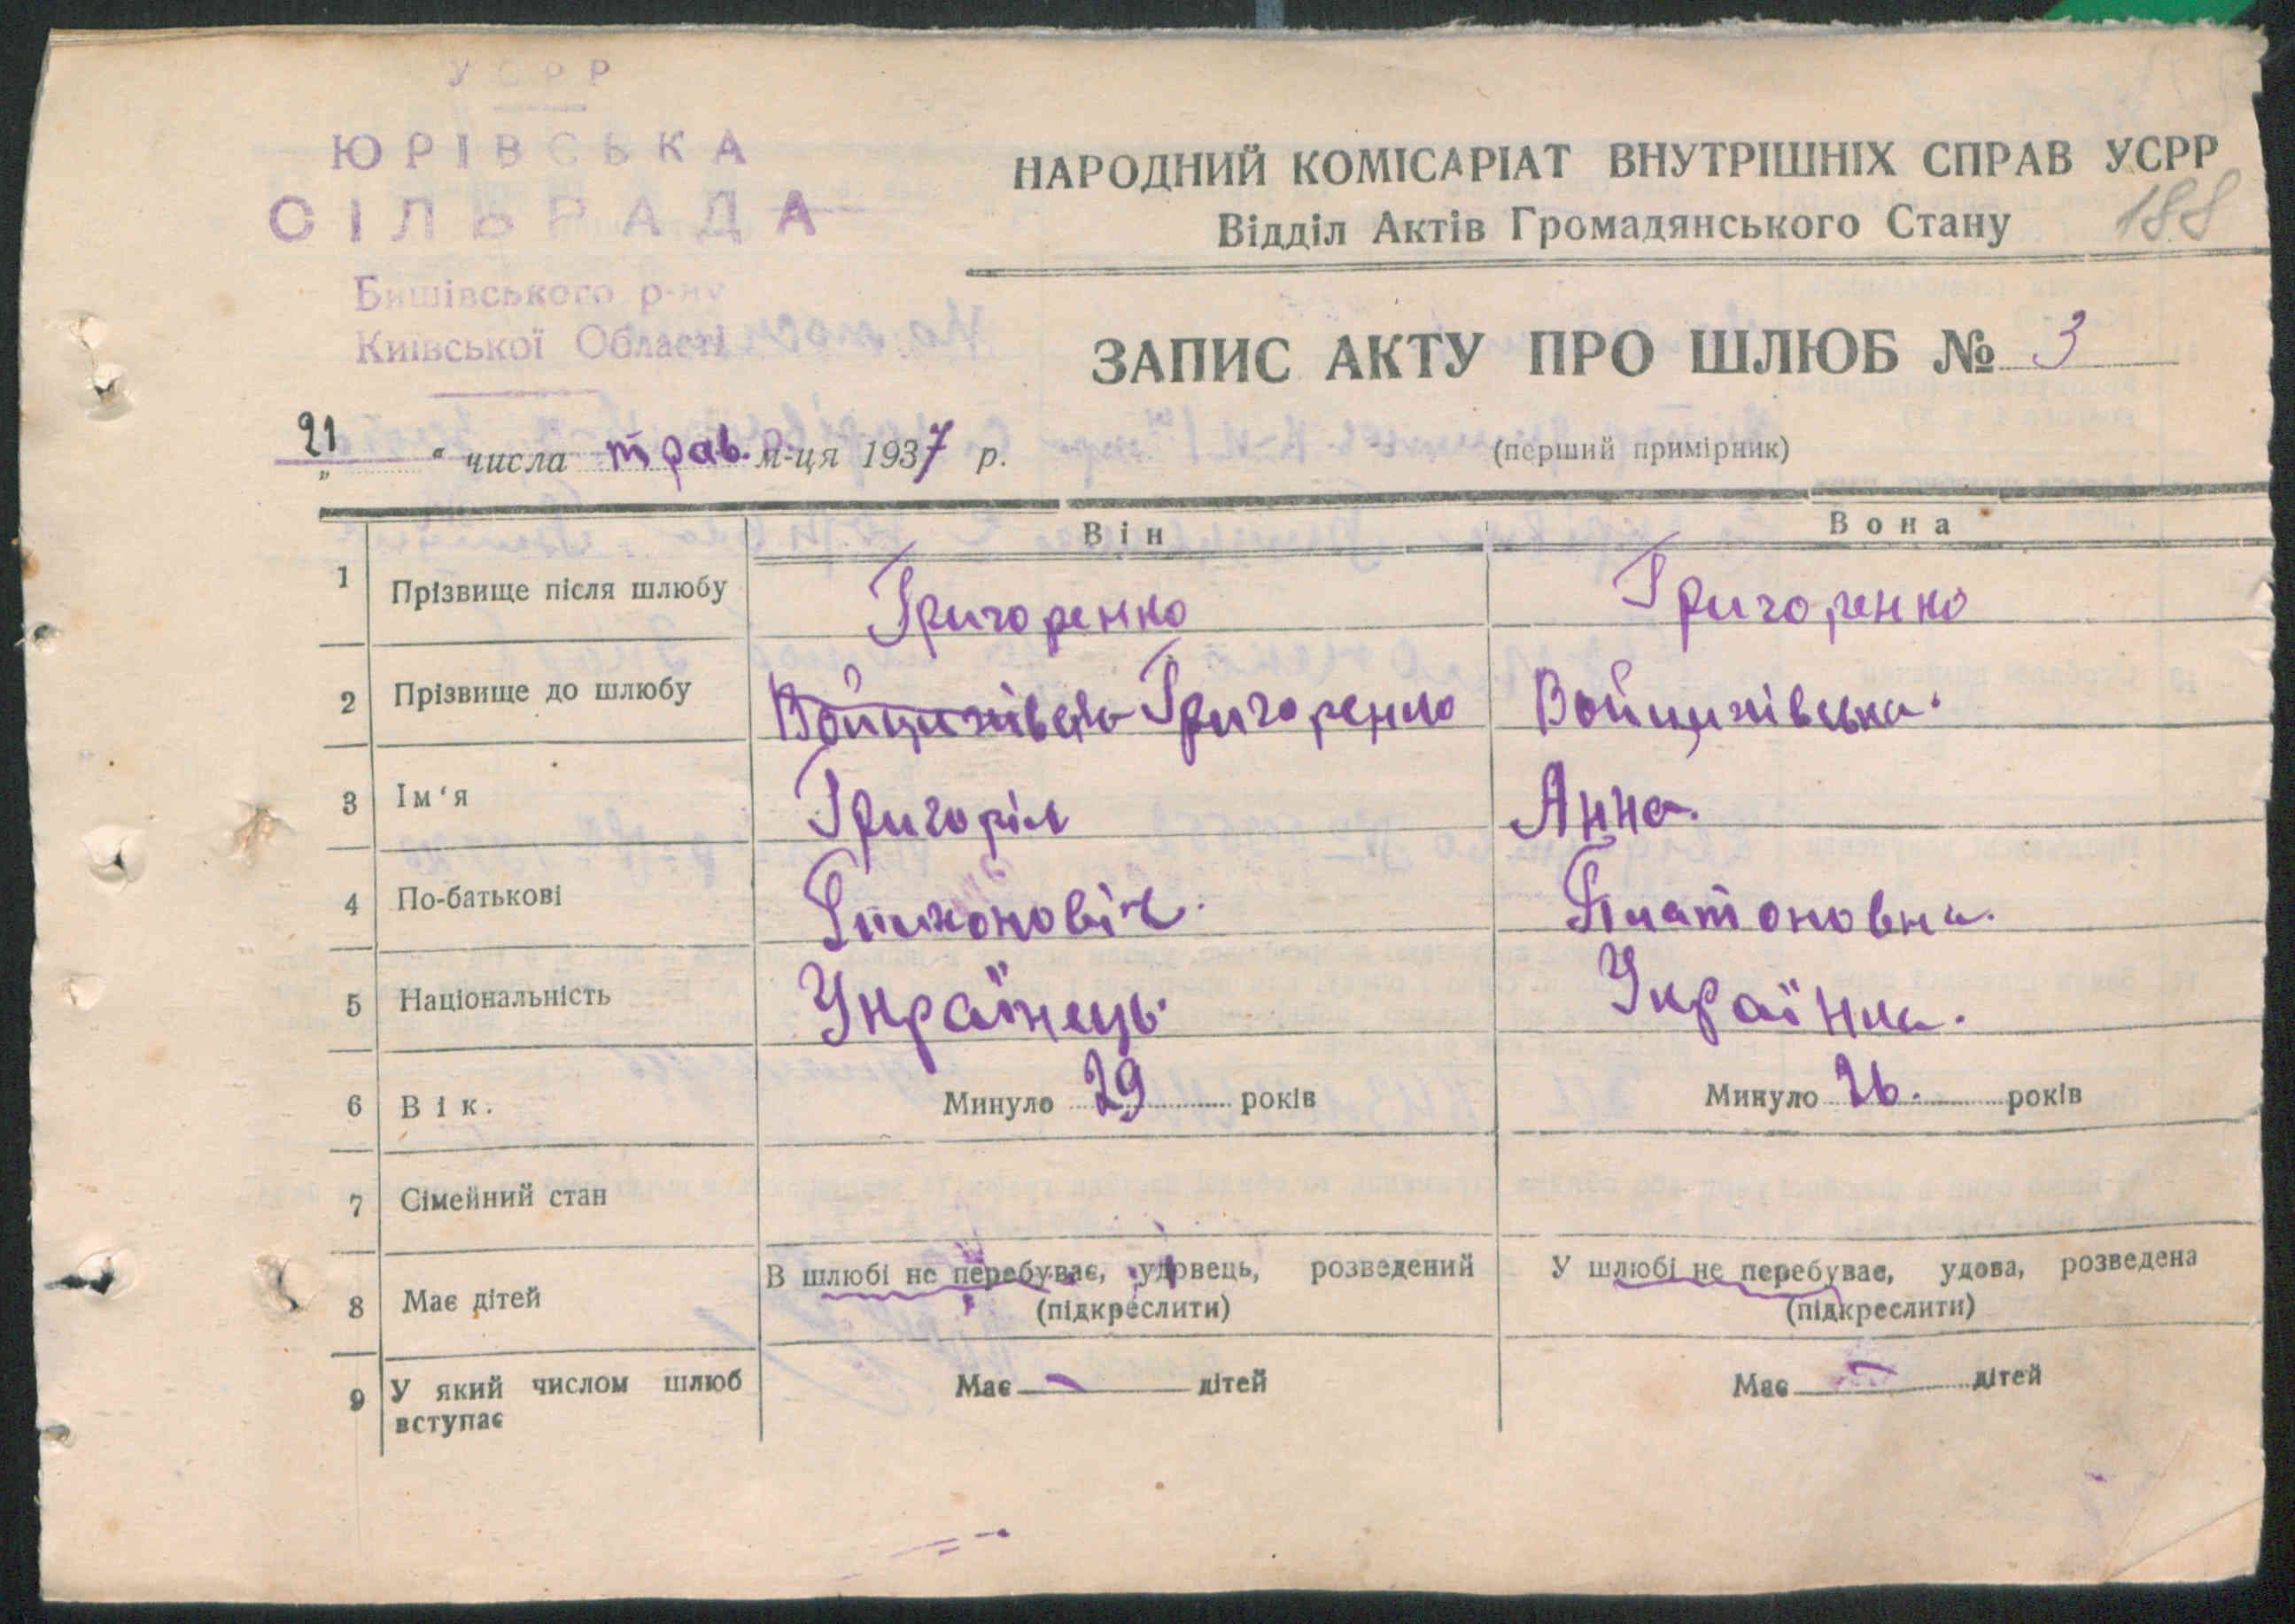 УСРР
ЮРІВСЬКА
СІЛЬРАДА
Бишівського р-ну
Київської Області
НАРОДНИЙ КОМІСАРІАТ ВНУТРІШНІХ СПРАВ УСРР
188
Відділ Актів Громадянського Стану
ЗАПИС АКТУ ПРО ШЛЮБ № 3
„21“ числа трав. м-ця 1937 р.
(перший примірник)
Він Вона
1 Прізвище після шлюбу Григоренко Григоренко
2 Прізвище до шлюбу Григоренко Войцихівська.
3 Ім‘я Григорій Анна.
4 По-батькові Тихоновіч. Платоновна.
5 Національність Українець. Українка.
6 Вік. Минуло 29 років Минуло 26. років
7 Сімейний стан
8 Має дітей В шлюбі не перебуває, удовець, розведений У шлюбі не перебуває, удова, розведена
(підкреслити) (підкреслити)
9 У який числом шлюб вступає Має - дітей Має - дітей